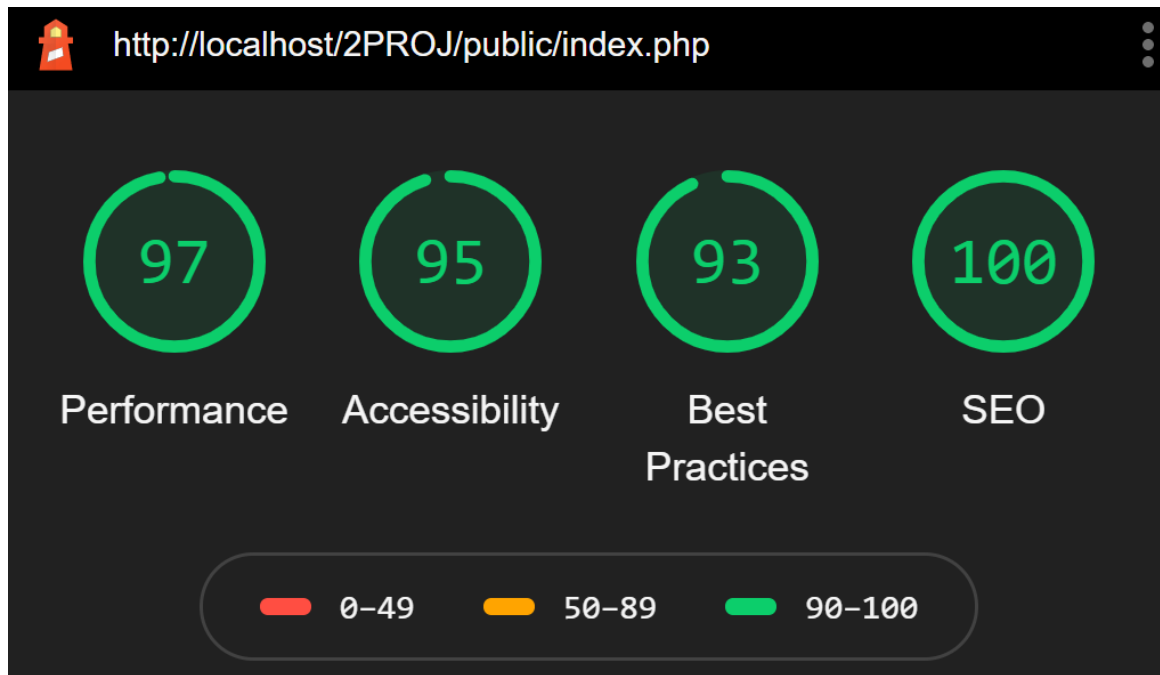 http://localhost/2PROJ/public/index.php
97 95 93 100
Performance Accessibility Best SEO
Practices
0–49 50–89 90–100